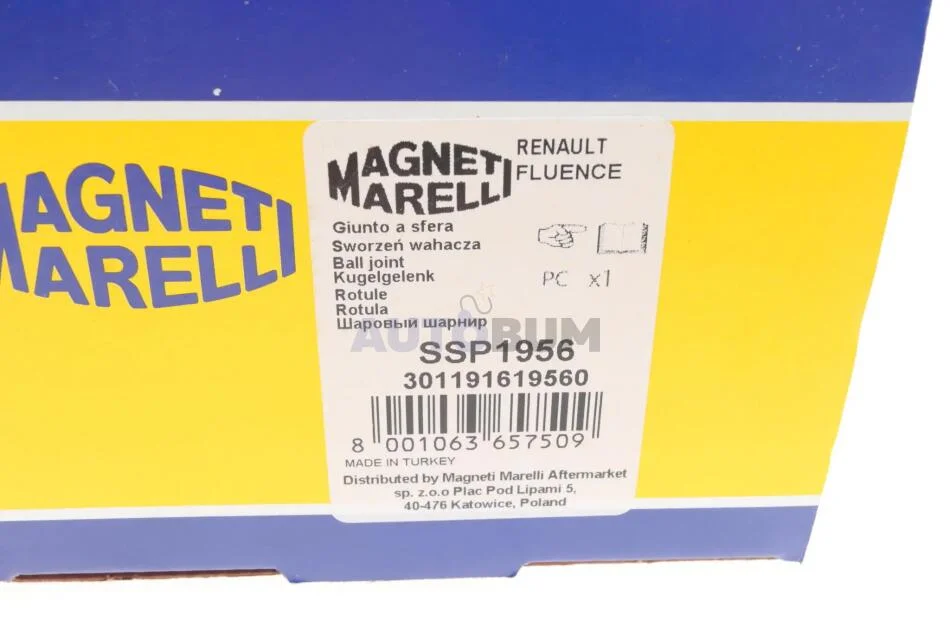 MAGNETI
MARELLI
MAGNETI
MARELLI
RENAULT
FLUENCE
Giunto a sfera
Sworzeń wahacza
Ball joint
Kugelgelenk
Rotule
Rotula
Шаровый шарнир
PC x1
AUTOBUM
SSP1956
301191619560
8 001063 657509
MADE IN TURKEY
Distributed by Magneti Marelli Aftermarket
sp. z.o.o Plac Pod Lipami 5,
40-476 Katowice, Poland